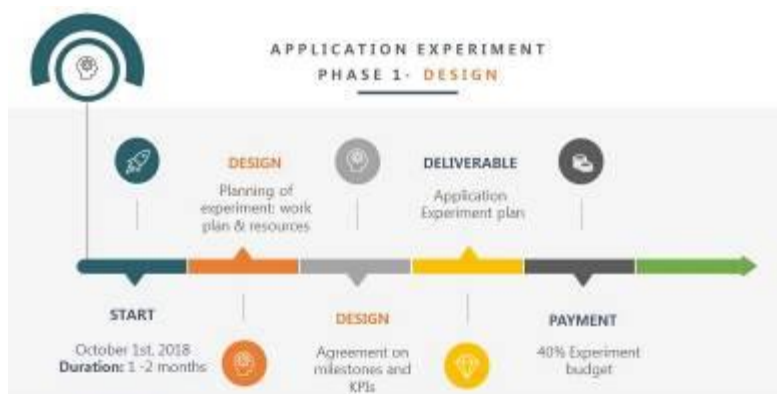 APPLICATION EXPERIMENT
PHASE 1- DESIGN
DESIGN
Planning of
experiment: work
plan & resources
DELIVERABLE
Application
Experiment plan
START
October 1st, 2018
Duration: 1 -2 months
DESIGN
Agreement on
milestones and
KPIs
PAYMENT
40% Experiment
budget